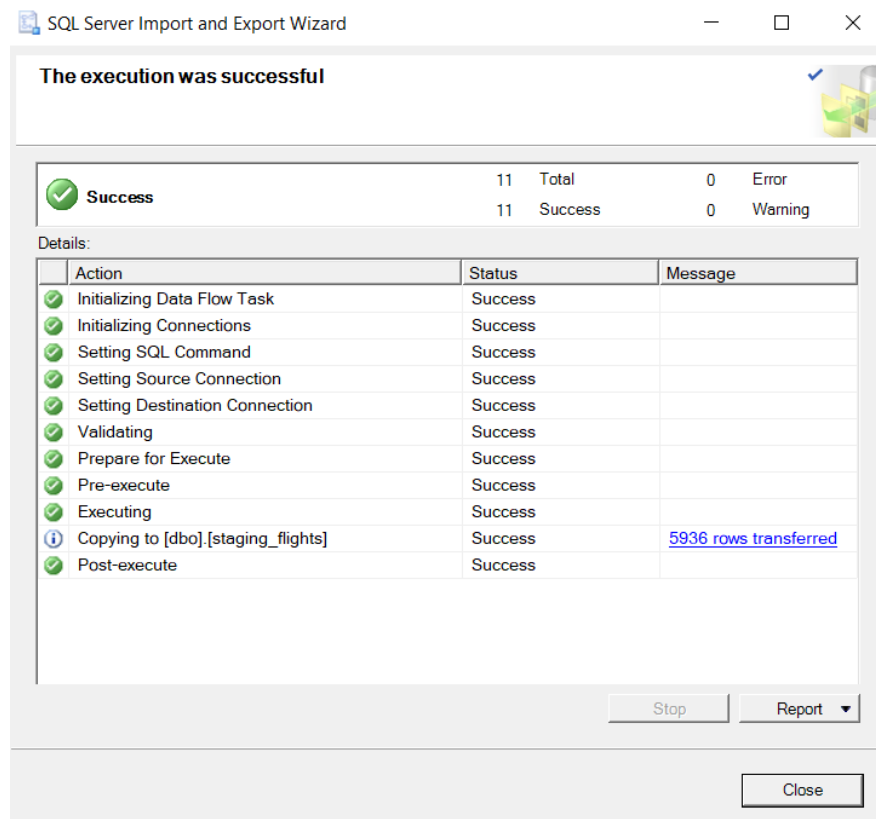 SQL Server Import and Export Wizard
The execution was successful
Success
11 Total 0 Error
11 Success 0 Warning
Details:
Action Status Message
Initializing Data Flow Task Success
Initializing Connections Success
Setting SQL Command Success
Setting Source Connection Success
Setting Destination Connection Success
Validating Success
Prepare for Execute Success
Pre-execute Success
Executing Success
Copying to [dbo].[staging_flights] Success 5936 rows transferred
Post-execute Success
Stop Report
Close